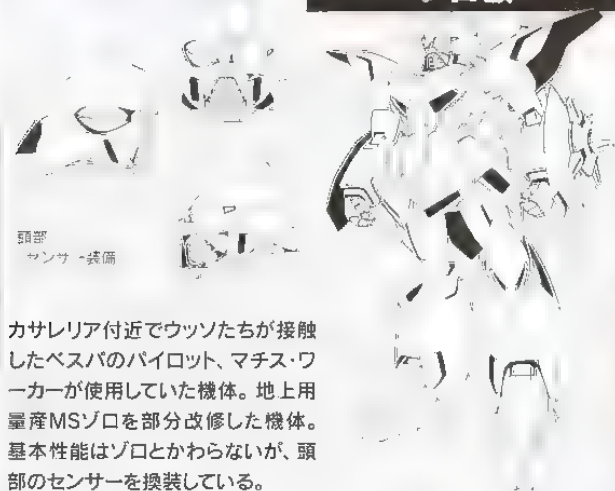 頭部
センサー装備
カサレリア付近でウッソたちが接触
したベスパのパイロット、マチス・ワ
ーカーが使用していた機体。地上用
量産MSゾロを部分改修した機体。
基本性能はゾロとかわらないが、頭
部のセンサーを換装している。